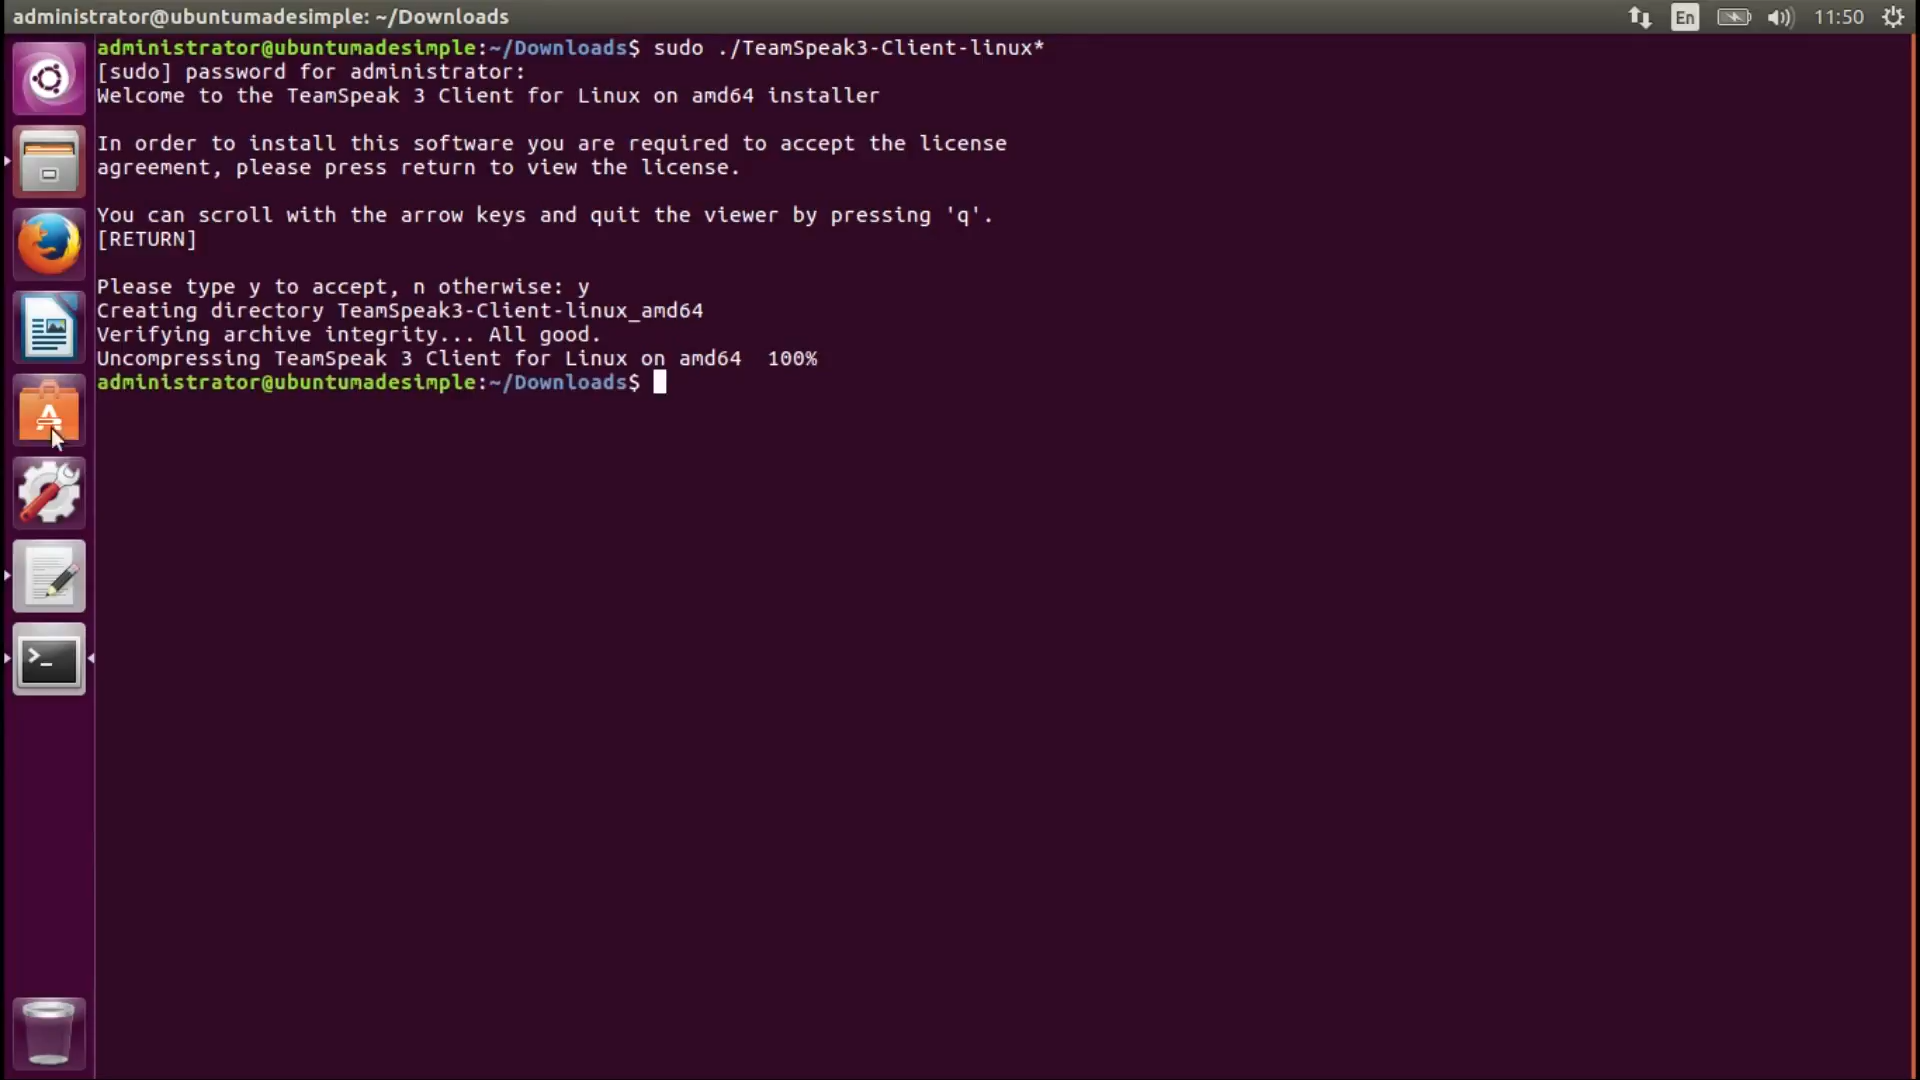 administrator@ubuntumadesimple: ~/Downloads
En
11:50
administrator@ubuntumadesimple:~/Downloads$ sudo ./TeamSpeak3-Client-linux*
[sudo] password for administrator:
Welcome to the TeamSpeak 3 Client for Linux on amd64 installer
In order to install this software you are required to accept the license
agreement, please press return to view the license.
You can scroll with the arrow keys and quit the viewer by pressing 'q'.
[RETURN]
Please type y to accept, n otherwise: y
Creating directory TeamSpeak3-Client-linux_amd64
Verifying archive integrity... All good.
Uncompressing TeamSpeak 3 Client for Linux on amd64  100%
administrator@ubuntumadesimple:~/Downloads$